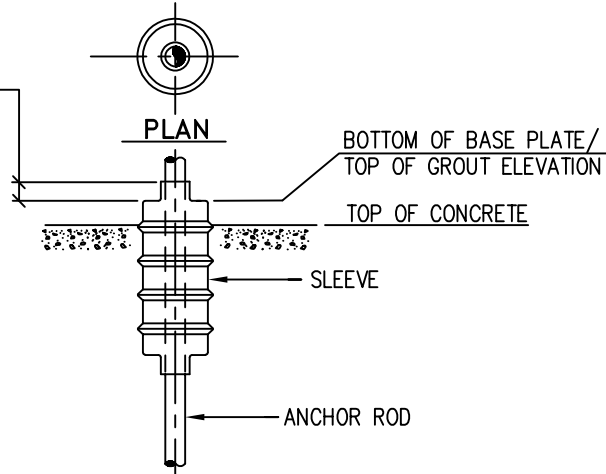 PLAN
BOTTOM OF BASE PLATE/
TOP OF GROUT ELEVATION
TOP OF CONCRETE
SLEEVE
ANCHOR ROD